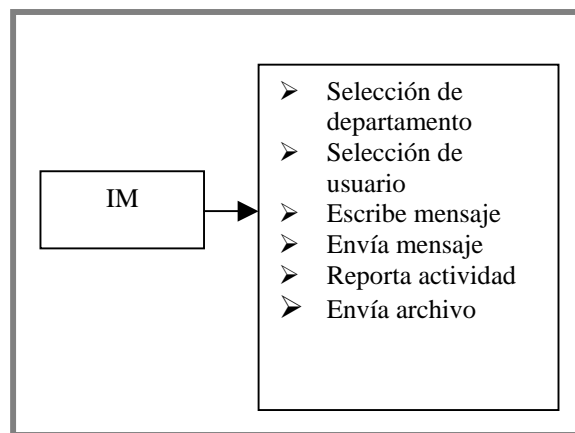 IM
➢ Selección de
departamento
➢ Selección de
usuario
➢ Escribe mensaje
➢ Envía mensaje
➢ Reporta actividad
➢ Envía archivo